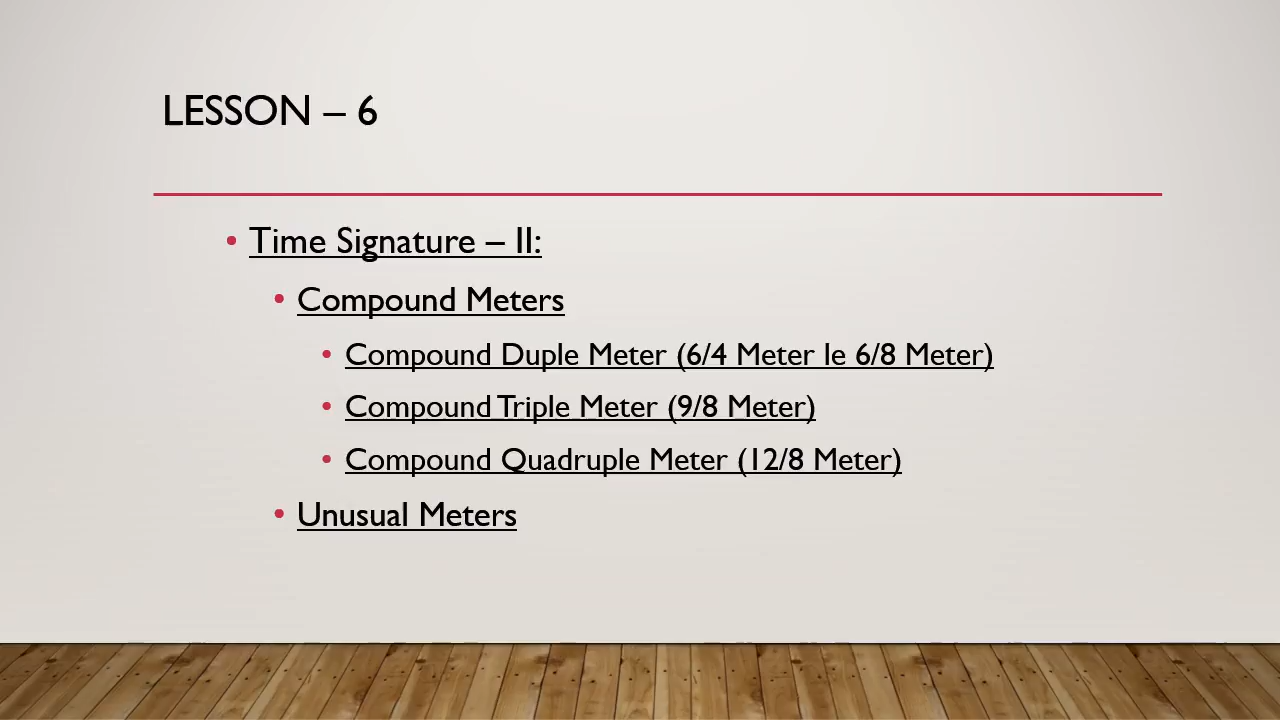 LESSON – 6
• Time Signature – II:
• Compound Meters
• Compound Duple Meter (6/4 Meter le 6/8 Meter)
• Compound Triple Meter (9/8 Meter)
• Compound Quadruple Meter (12/8 Meter)
• Unusual Meters